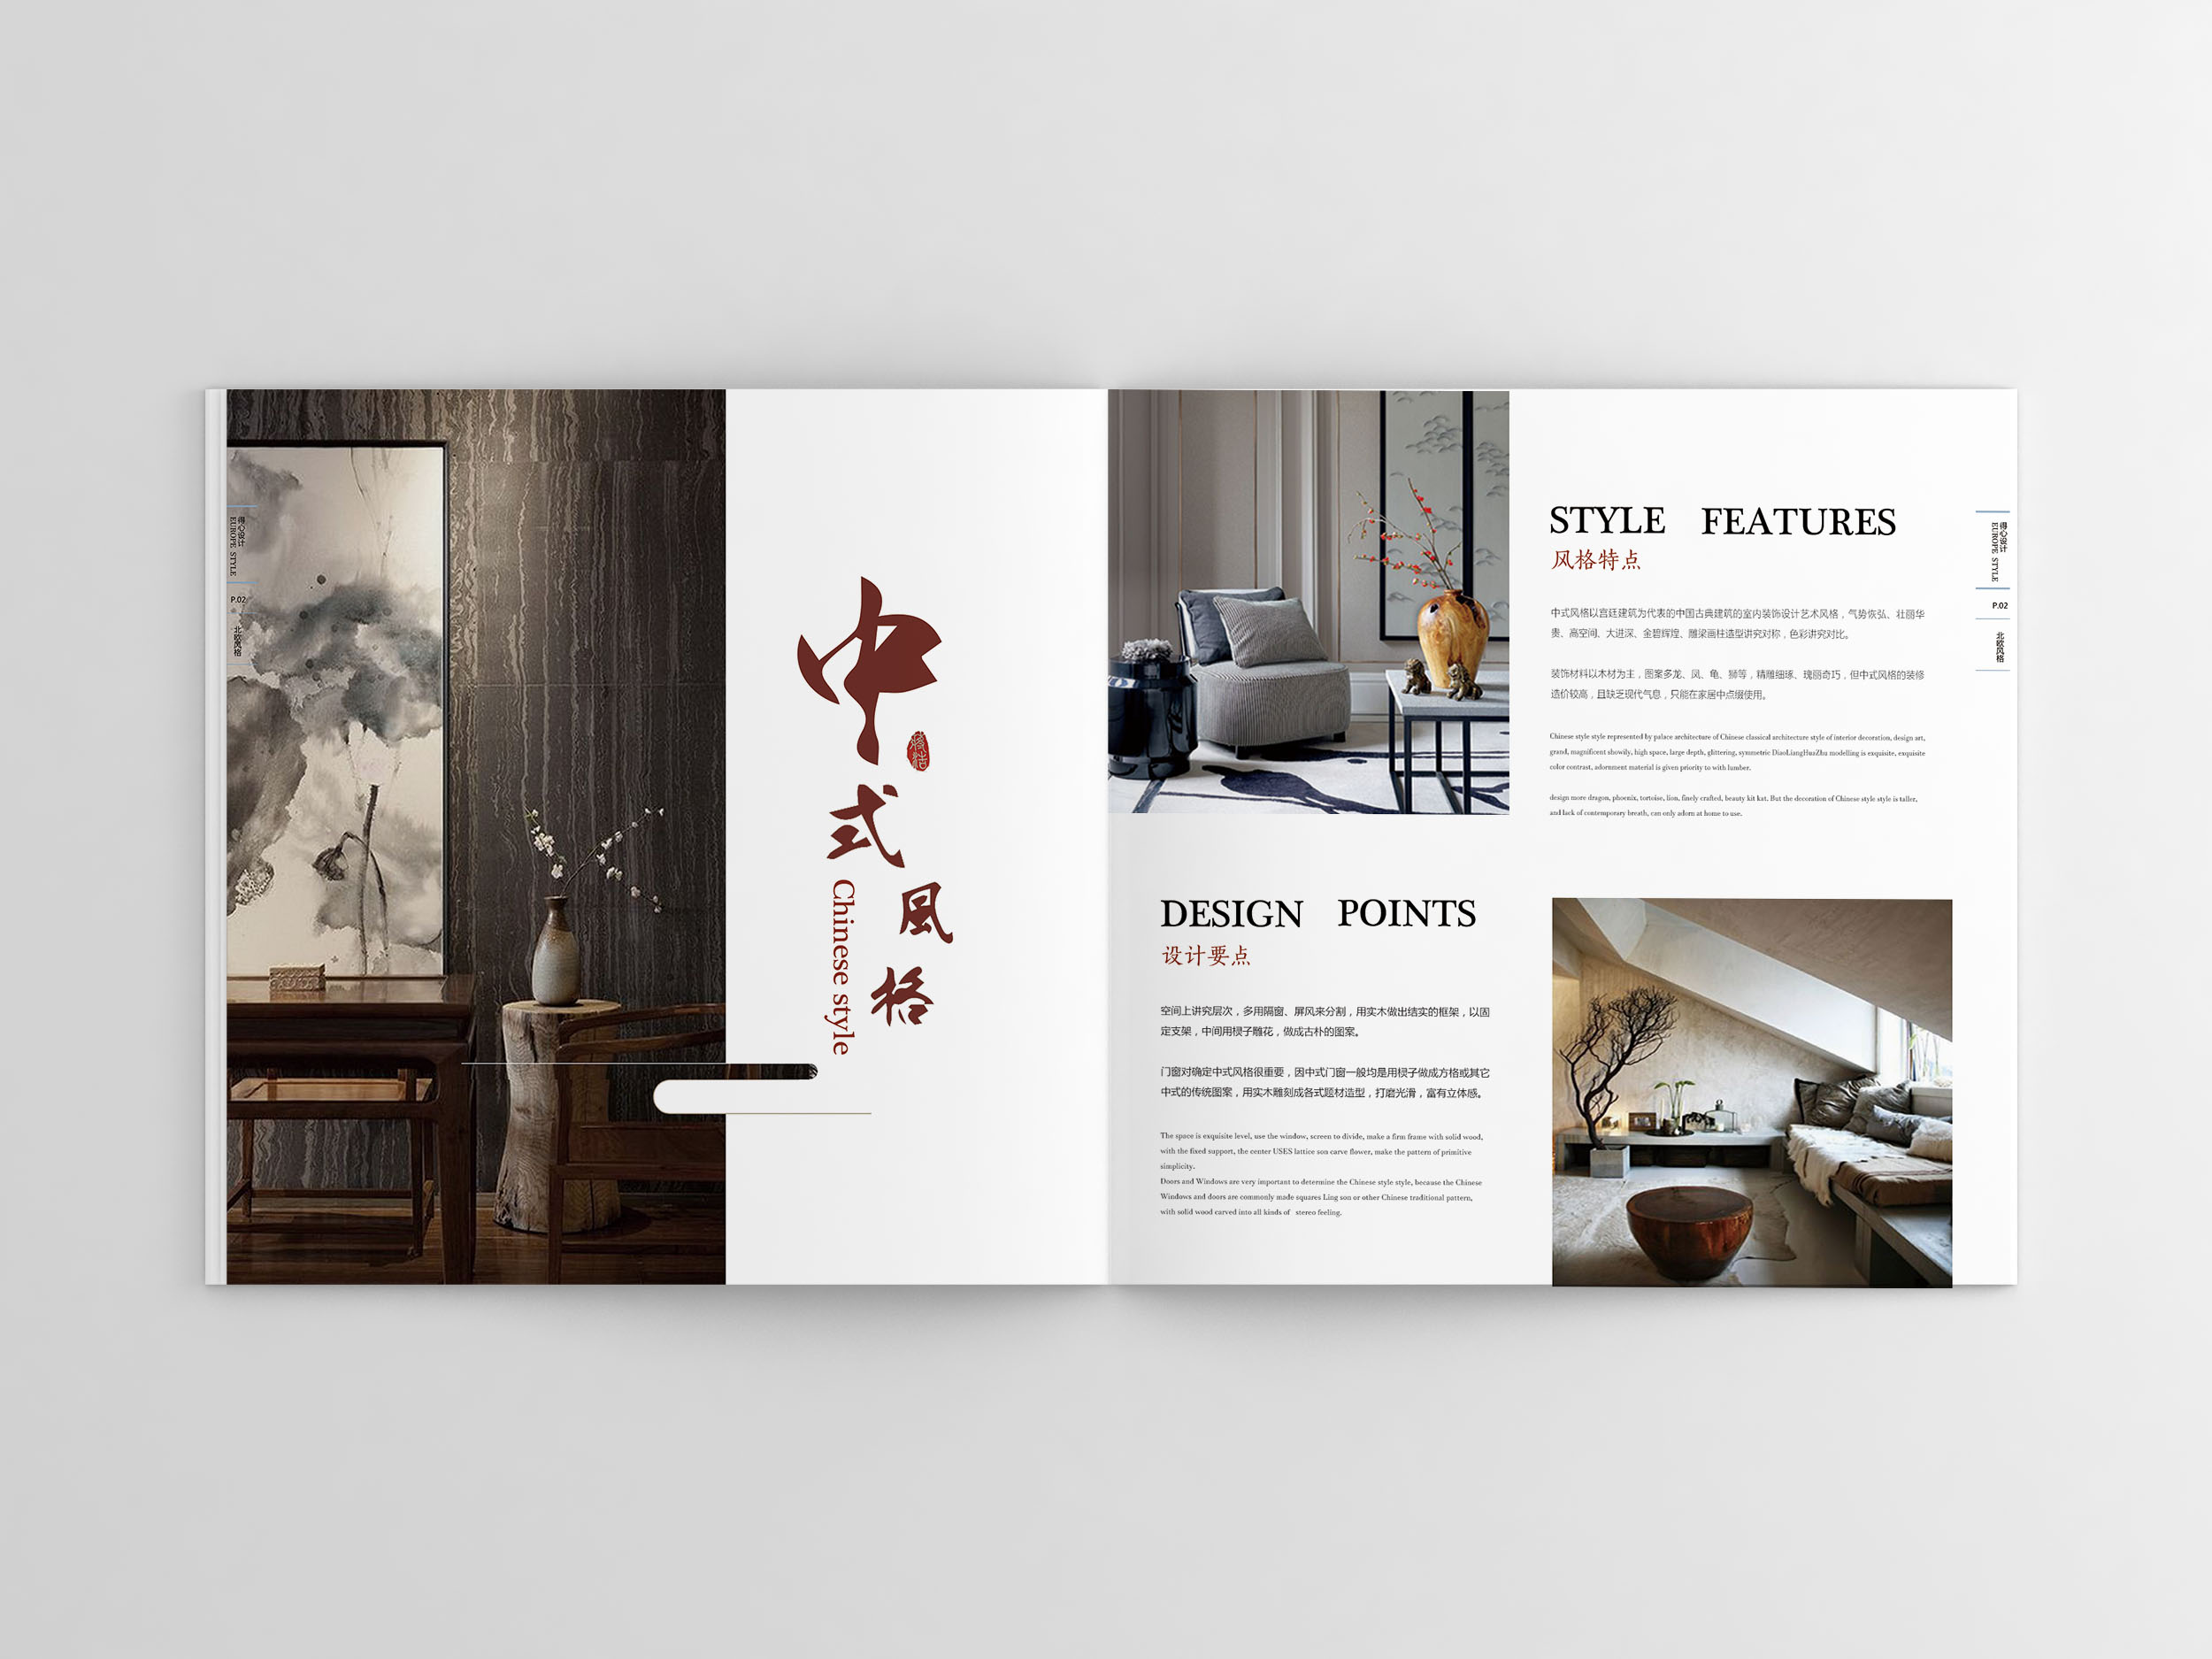 得心设计
EUROPE STYLE
P.02
北欧风格
中式風格
Chinese style
STYLE FEATURES
风格特点
中式风格以宫廷建筑为代表的中国古典建筑的室内装饰设计艺术风格，气势恢弘、壮丽华
贵、高空间、大进深、金碧辉煌、雕梁画柱造型讲究对称，色彩讲究对比。
装饰材料以木材为主，图案多龙、凤、龟、狮等，精雕细琢、瑰丽奇巧，但中式风格的装修
造价较高，且缺乏现代气息，只能在家居中点缀使用。
Chinese style style represented by palace architecture of Chinese classical architecture style of interior decoration, design art,
grand, magnificent showily, high space, large depth, glittering, symmetric DiaoLiangHuaZhu modelling is exquisite, exquisite
color contrast, adornment material is given priority to with lumber.
design more dragon, phoenix, tortoise, lion, finely crafted, beauty kit kat. But the decoration of Chinese style style is taller,
and lack of contemporary breath, can only adorn at home to use.
DESIGN POINTS
设计要点
空间上讲究层次，多用隔窗、屏风来分割，用实木做出结实的框架，以固
定支架，中间用棂子雕花，做成古朴的图案。
门窗对确定中式风格很重要，因中式门窗一般均是用棂子做成方格或其它
中式的传统图案，用实木雕刻成各式题材造型，打磨光滑，富有立体感。
The space is exquisite level, use the window, screen to divide, make a firm frame with solid wood,
with the fixed support, the center USES lattice son carve flower, make the pattern of primitive
simplicity.
Doors and Windows are very important to determine the Chinese style style, because the Chinese
Windows and doors are commonly made squares Ling son or other Chinese traditional pattern,
with solid wood carved into all kinds of stereo feeling.
得心设计
EUROPE STYLE
P.02
北欧风格